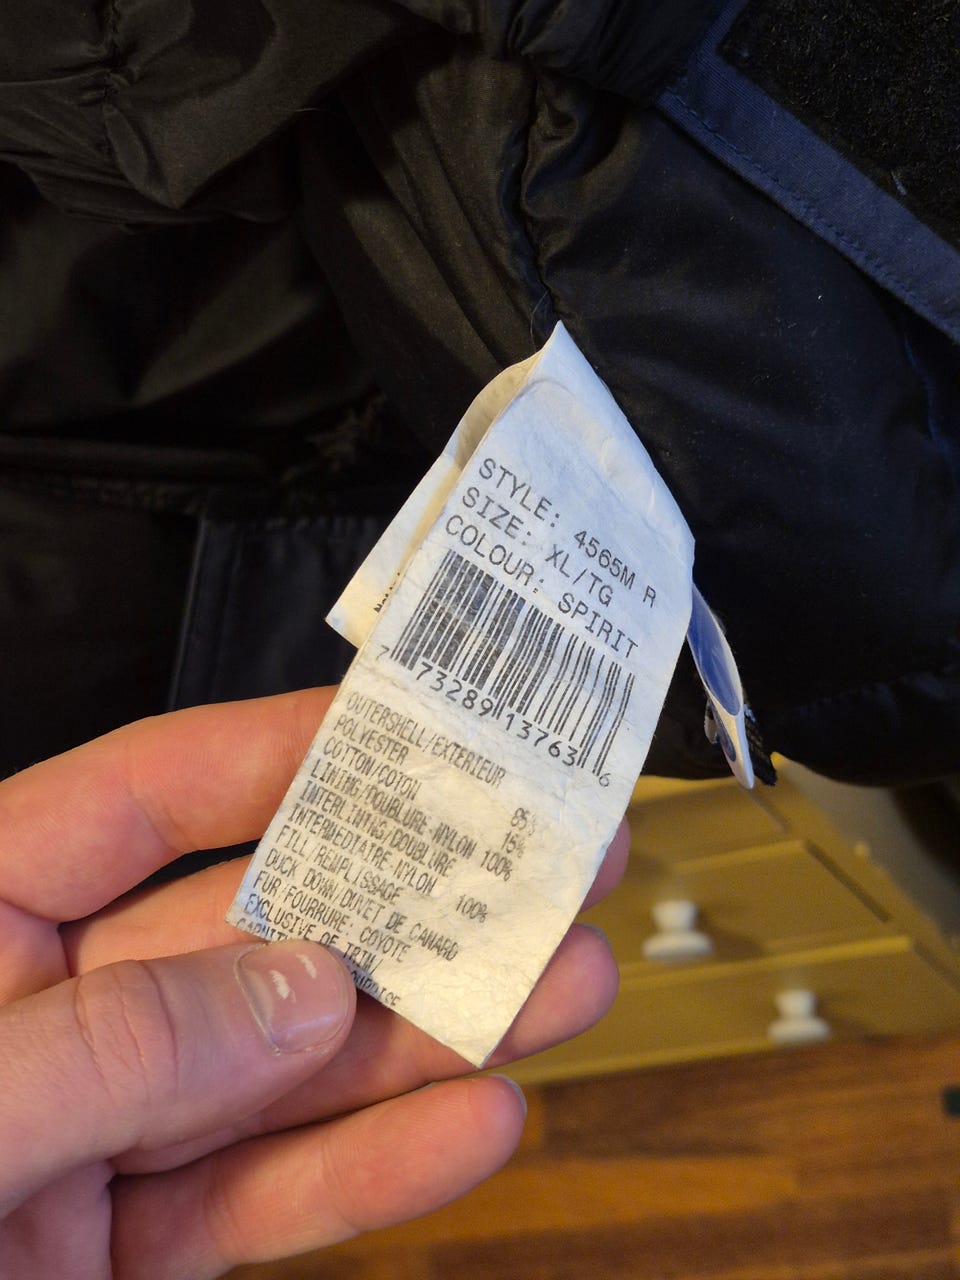 STYLE: 4565M R
SIZE: XL/TG
COLOUR: SPIRIT
7 73289 13763 6
OUTERSHELL/EXTERIEUR
POLYESTER 85%
COTTON/COTON 15%
LINING/DOUBLURE-NYLON 100%
INTERLINING/DOUBLURE
INTERMEDIAIRE-NYLON 100%
FILL/REMPLISSAGE
DUCK DOWN/DUVET DE CANARD
FUR/FOURRURE: COYOTE
EXCLUSIVE OF TRIM/